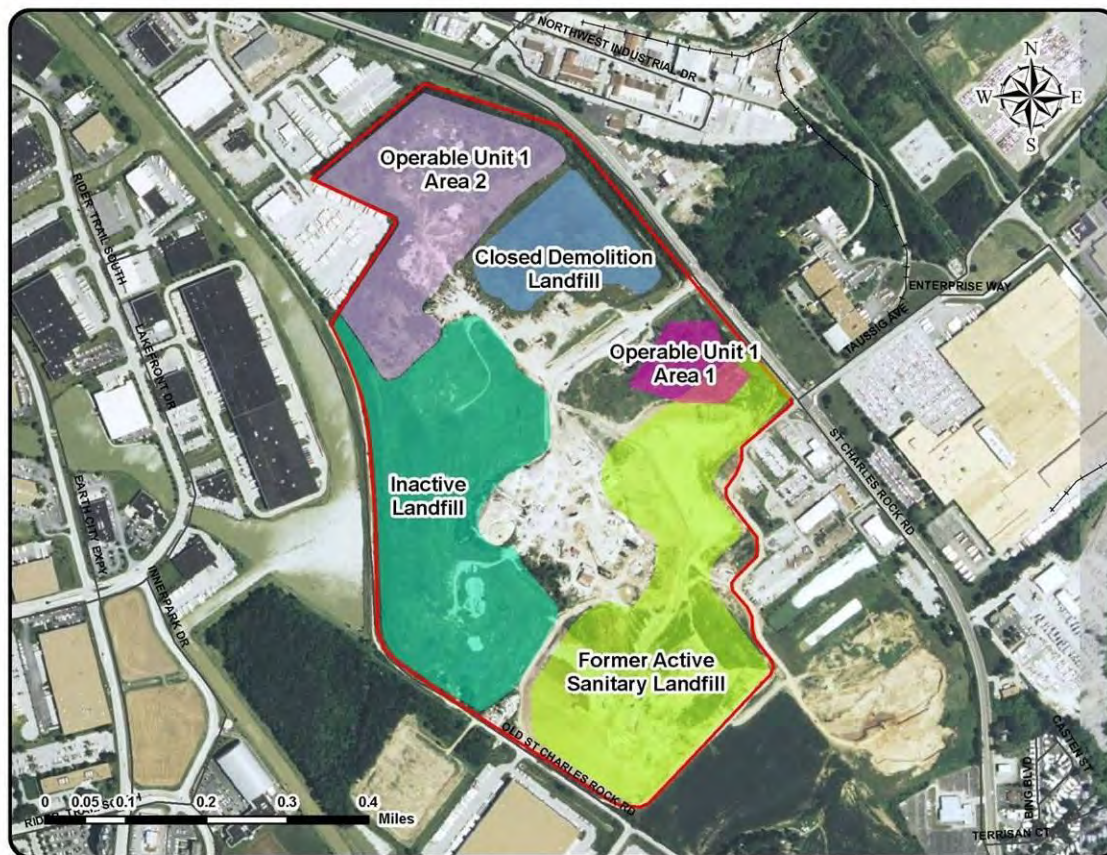 NORTHWEST INDUSTRIAL DR
N
W E
S
Operable Unit 1
Area 2
RIDER TRAIL SOUTH
Closed Demolition
Landfill
ENTERPRISE WAY
TAUSSIG AVE
LAKEFRONT DR
Operable Unit 1
Area 1
ST CHARLES ROCK RD
Inactive
Landfill
EARTH CITY EXPY
INNERPARK DR
Former Active
Sanitary Landfill
OLD ST CHARLES ROCK RD
CASTER ST
BING BLVD
TERRISAN CT
0 0.05 0.1 0.2 0.3 0.4
Miles
RIDER TRAIL SOUTH